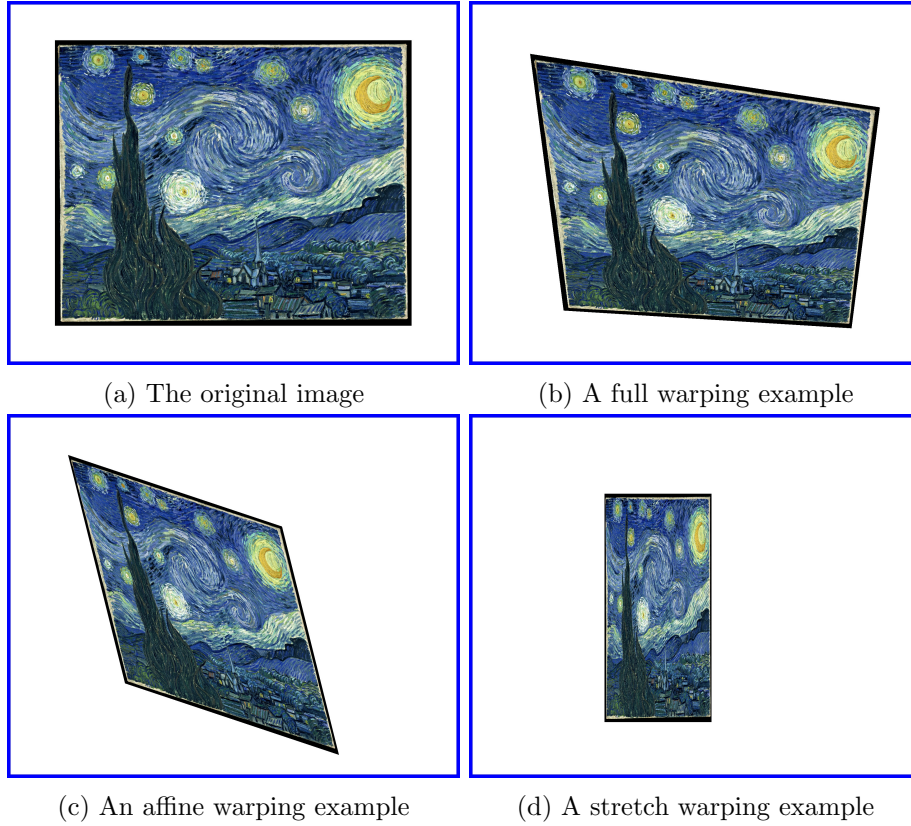 (a) The original image
(b) A full warping example
(c) An affine warping example
(d) A stretch warping example